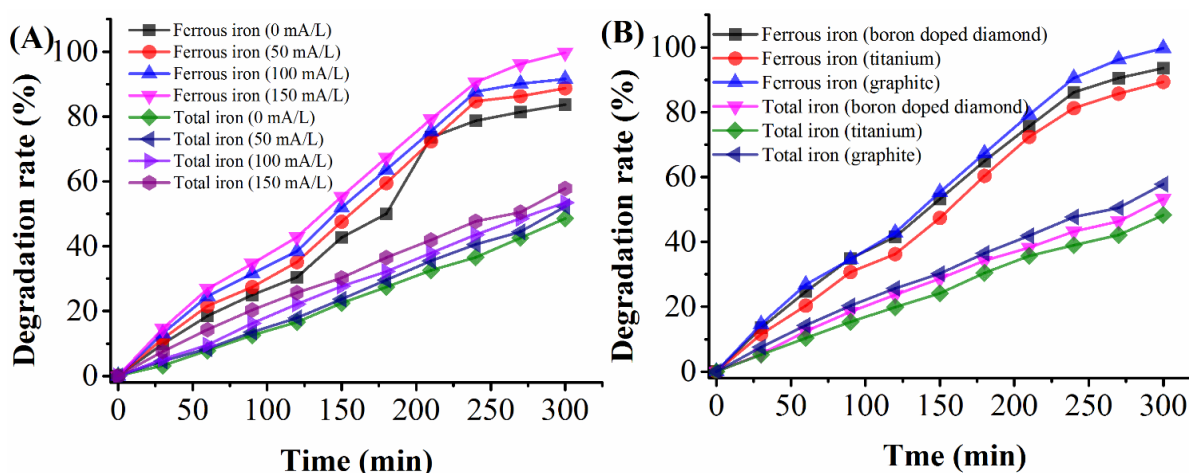 (A)
Degradation rate (%)
100
80
60
40
20
0
Ferrous iron (0 mA/L)
Ferrous iron (50 mA/L)
Ferrous iron (100 mA/L)
Ferrous iron (150 mA/L)
Total iron (0 mA/L)
Total iron (50 mA/L)
Total iron (100 mA/L)
Total iron (150 mA/L)
0 50 100 150 200 250 300
Time (min)
(B)
Degradation rate (%)
100
80
60
40
20
0
Ferrous iron (boron doped diamond)
Ferrous iron (titanium)
Ferrous iron (graphite)
Total iron (boron doped diamond)
Total iron (titanium)
Total iron (graphite)
0 50 100 150 200 250 300
Tme (min)